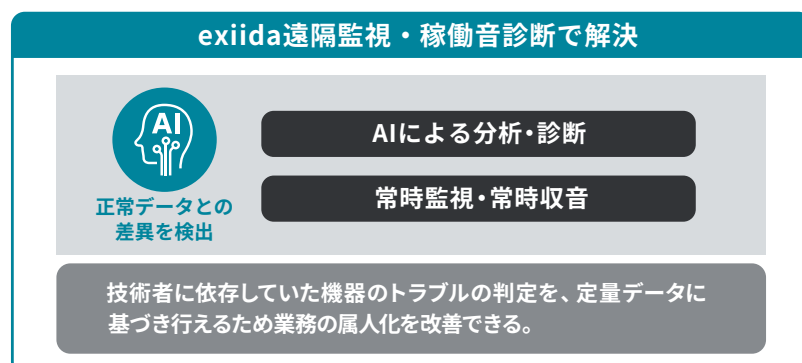 exiida遠隔監視・稼働音診断で解決
AI
AIによる分析・診断
正常データとの
差異を検出
常時監視・常時収音
技術者に依存していた機器のトラブルの判定を、定量データに
基づき行えるため業務の属人化を改善できる。